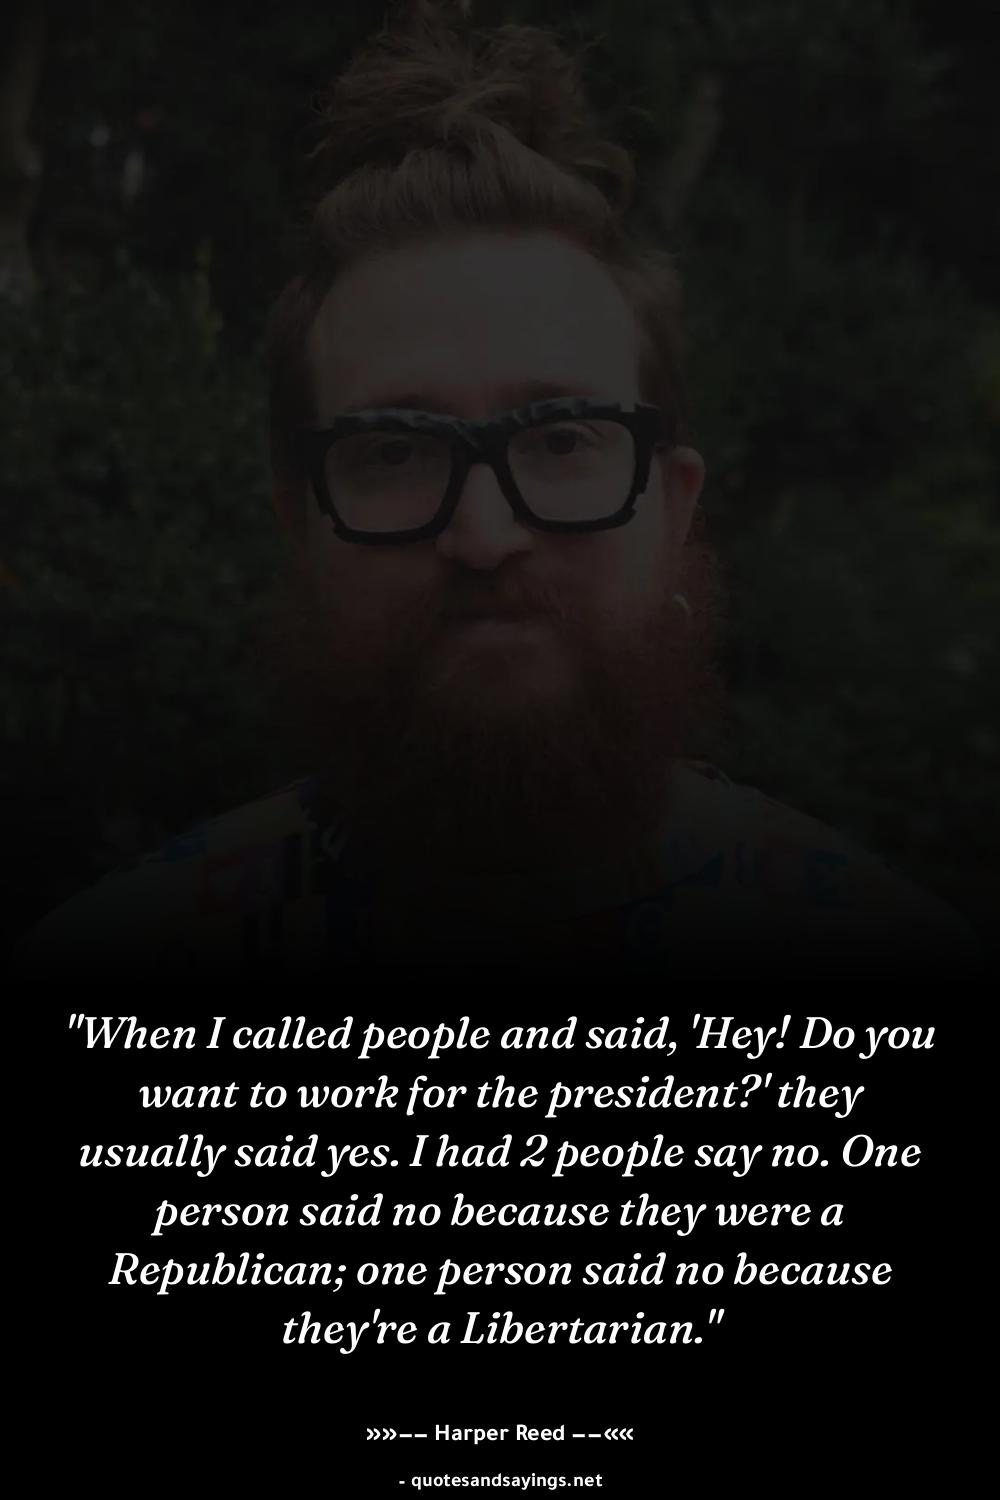 "When I called people and said, 'Hey! Do you
want to work for the president?' they
usually said yes. I had 2 people say no. One
person said no because they were a
Republican; one person said no because
they're a Libertarian."
»»–– Harper Reed ––««
- quotesandsayings.net